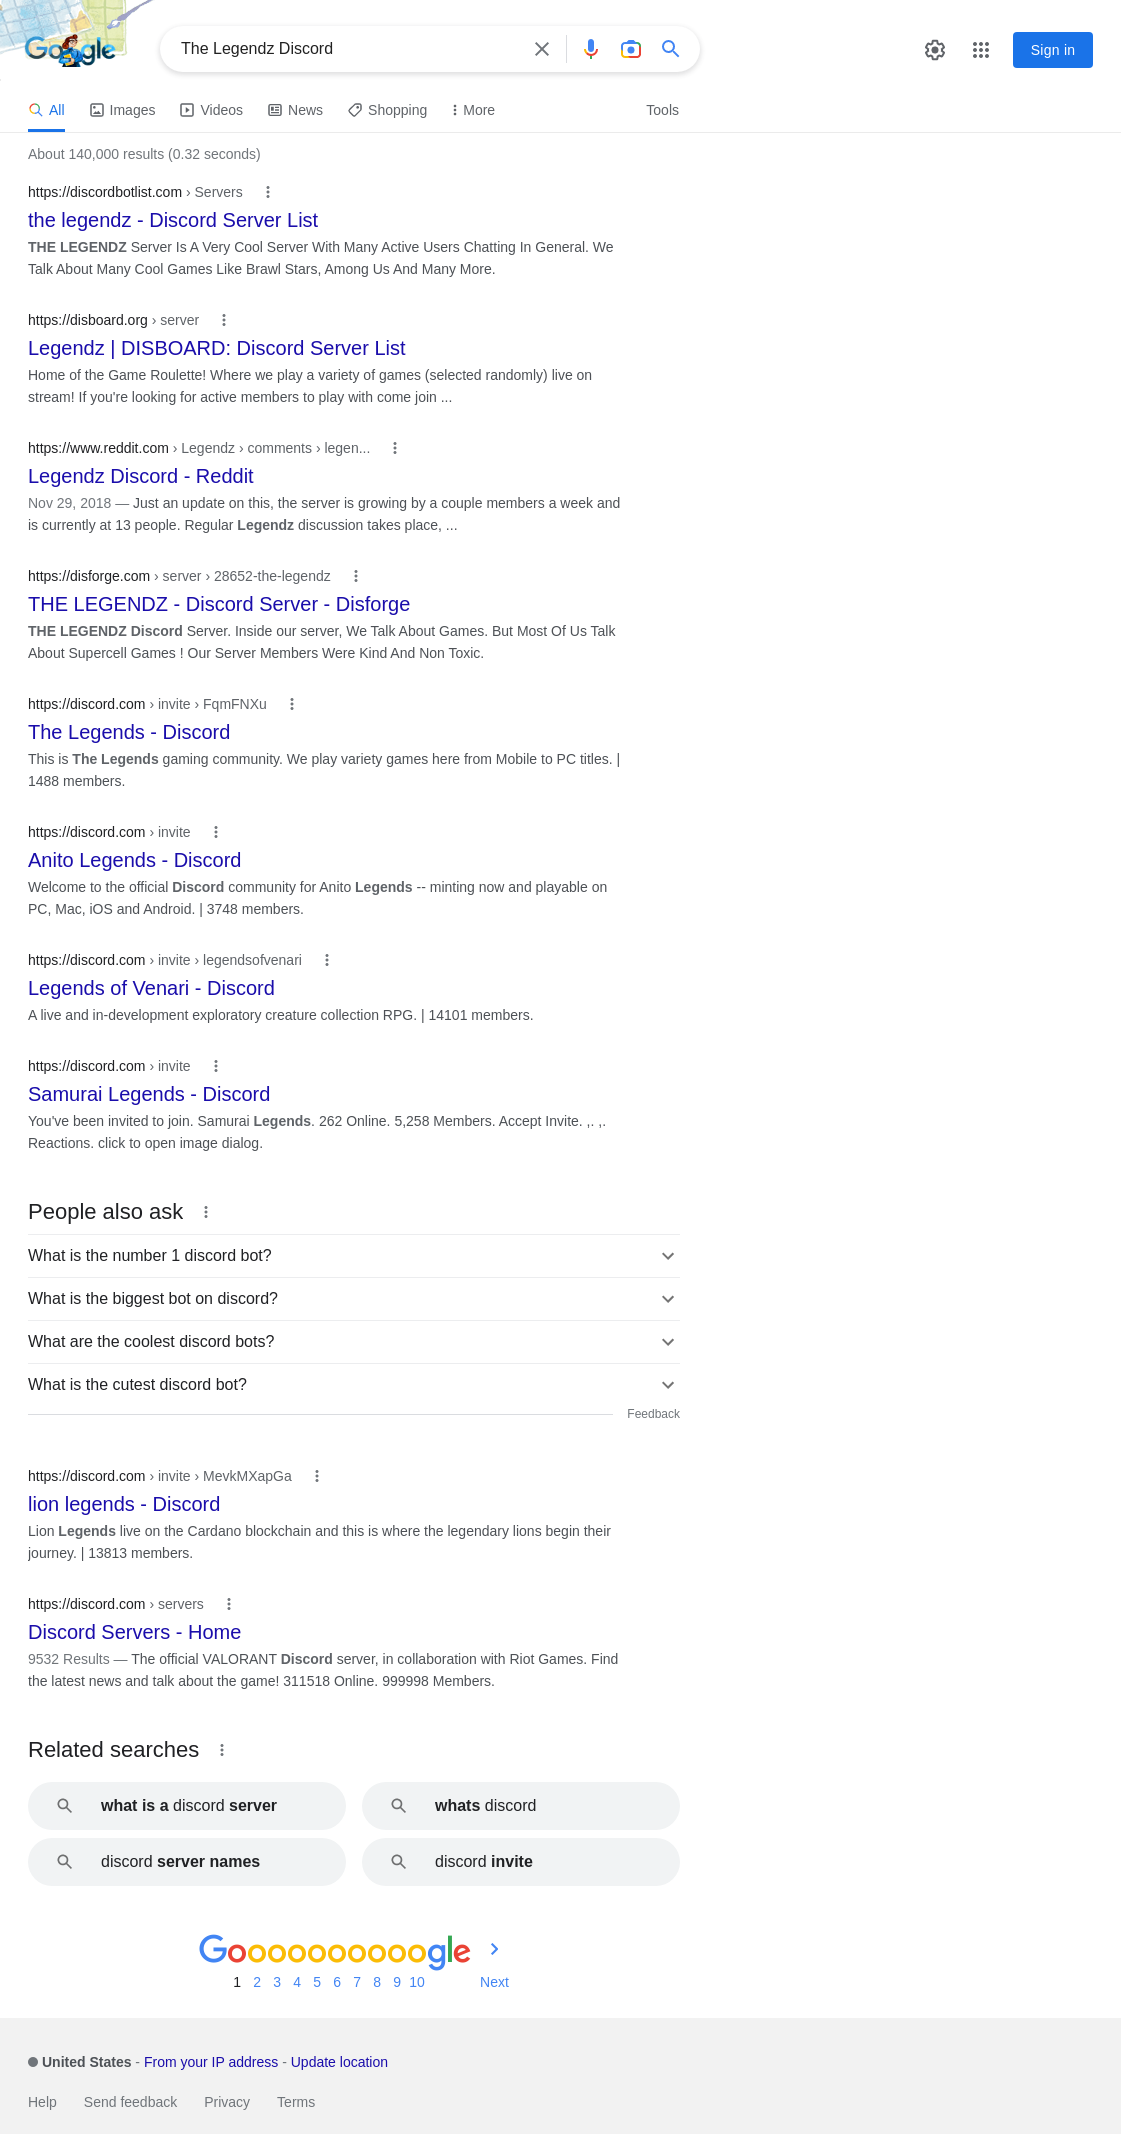 Google
The Legendz Discord
Sign in
All Images Videos News Shopping More Tools
About 140,000 results (0.32 seconds)
https://discordbotlist.com › Servers
the legendz - Discord Server List
THE LEGENDZ Server Is A Very Cool Server With Many Active Users Chatting In General. We
Talk About Many Cool Games Like Brawl Stars, Among Us And Many More.
https://disboard.org › server
Legendz | DISBOARD: Discord Server List
Home of the Game Roulette! Where we play a variety of games (selected randomly) live on
stream! If you're looking for active members to play with come join ...
https://www.reddit.com › Legendz › comments › legen...
Legendz Discord - Reddit
Nov 29, 2018 — Just an update on this, the server is growing by a couple members a week and
is currently at 13 people. Regular Legendz discussion takes place, ...
https://disforge.com › server › 28652-the-legendz
THE LEGENDZ - Discord Server - Disforge
THE LEGENDZ Discord Server. Inside our server, We Talk About Games. But Most Of Us Talk
About Supercell Games ! Our Server Members Were Kind And Non Toxic.
https://discord.com › invite › FqmFNXu
The Legends - Discord
This is The Legends gaming community. We play variety games here from Mobile to PC titles. |
1488 members.
https://discord.com › invite
Anito Legends - Discord
Welcome to the official Discord community for Anito Legends -- minting now and playable on
PC, Mac, iOS and Android. | 3748 members.
https://discord.com › invite › legendsofvenari
Legends of Venari - Discord
A live and in-development exploratory creature collection RPG. | 14101 members.
https://discord.com › invite
Samurai Legends - Discord
You've been invited to join. Samurai Legends. 262 Online. 5,258 Members. Accept Invite. ,. ,.
Reactions. click to open image dialog.
People also ask
What is the number 1 discord bot?
What is the biggest bot on discord?
What are the coolest discord bots?
What is the cutest discord bot?
Feedback
https://discord.com › invite › MevkMXapGa
lion legends - Discord
Lion Legends live on the Cardano blockchain and this is where the legendary lions begin their
journey. | 13813 members.
https://discord.com › servers
Discord Servers - Home
9532 Results — The official VALORANT Discord server, in collaboration with Riot Games. Find
the latest news and talk about the game! 311518 Online. 999998 Members.
Related searches
what is a discord server
whats discord
discord server names
discord invite
Goooooooooogle
1 2 3 4 5 6 7 8 9 10 Next
United States - From your IP address - Update location
Help Send feedback Privacy Terms